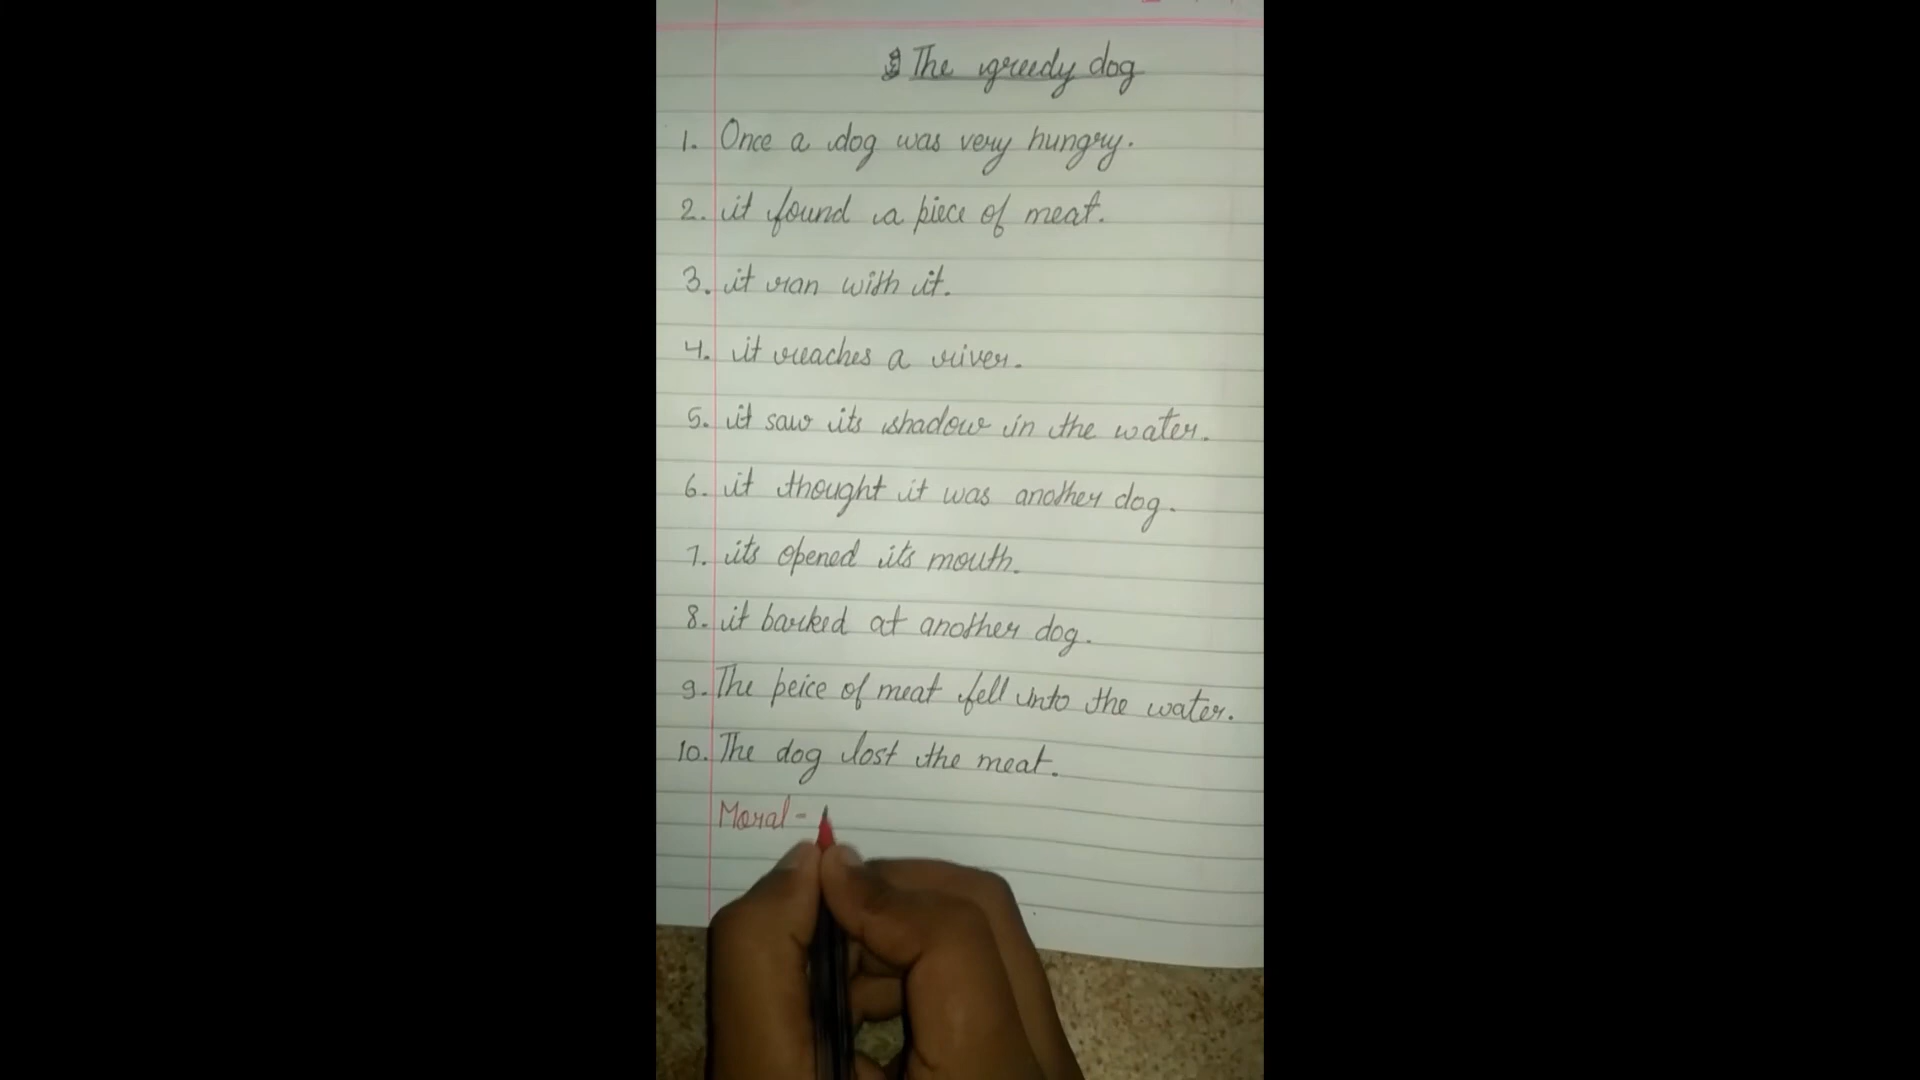 The greedy dog
1. Once a dog was very hungry.
2. it found a piece of meat.
3. it ran with it.
4. it reaches a river.
5. it saw its shadow in the water.
6. it thought it was another dog.
7. its opened its mouth.
8. it barked at another dog.
9. The peice of meat fell into the water.
10. The dog lost the meat.
Moral -